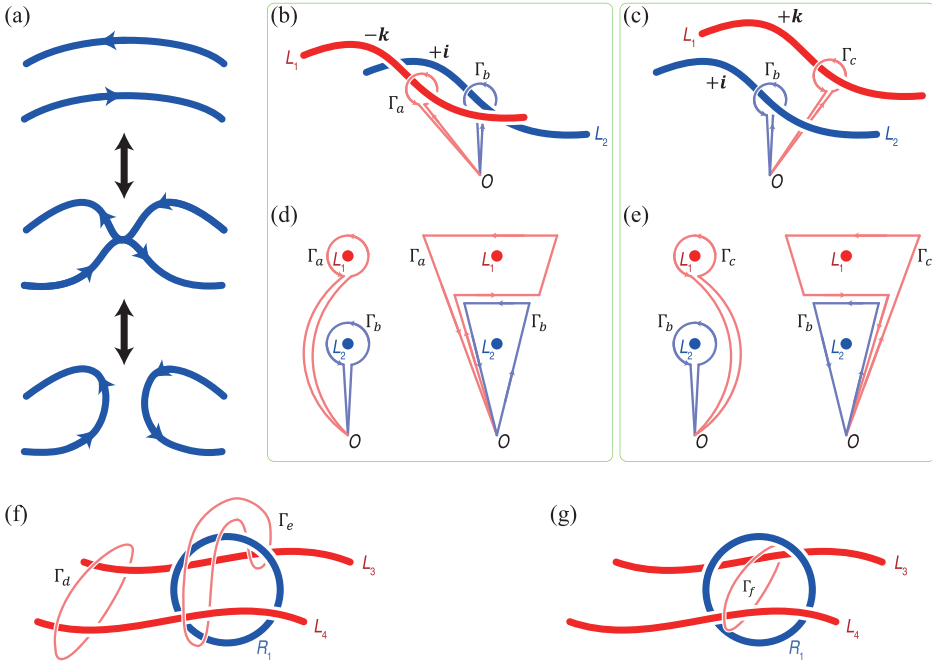 (a)
(b)
-k
+i
L₁
Γb
Γa
L₂
O
(c)
+k
L₁
+i
Γb
Γc
L₂
O
(d)
Γa
L₁
Γb
L₂
O
Γa
L₁
Γb
L₂
O
(e)
L₁
Γc
Γb
L₂
O
L₁
Γc
Γb
L₂
O
(f)
Γe
Γd
L₃
L₄
R₁
(g)
L₃
Γf
L₄
R₁